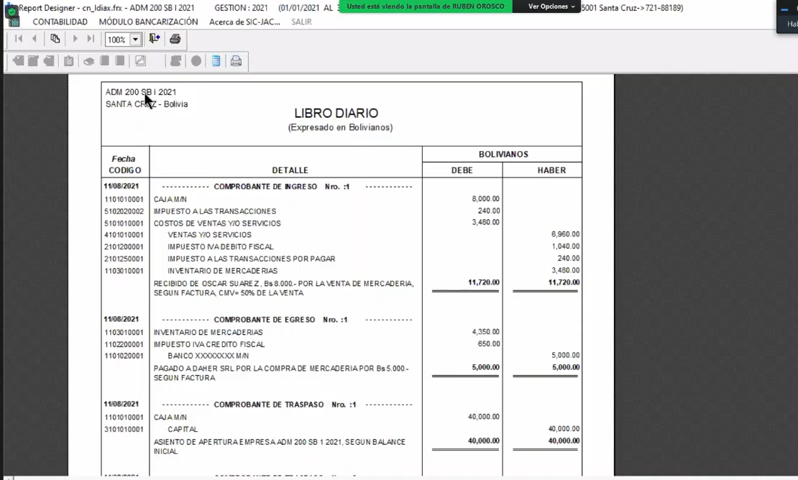 Report Designer - cn_ldiax.frx - ADM 200 SB I 2021 GESTION : 2021 (01/01/2021 AL 5001 Santa Cruz->721-88189)
Usted está viendo la pantalla de RUBEN OROSCO Ver Opciones
CONTABILIDAD MÓDULO BANCARIZACIÓN Acerca de SIC-JAC... SALIR
100%
ADM 200 SB I 2021
SANTA CRUZ - Bolivia
LIBRO DIARIO
(Expresado en Bolivianos)
Fecha
CODIGO DETALLE BOLIVIANOS
DEBE HABER
11/08/2021 ----------- COMPROBANTE DE INGRESO Nro. :1 -----------
1101010001 CAJA M/N 8,000.00
5102020002 IMPUESTO A LAS TRANSACCIONES 240.00
5101010001 COSTOS DE VENTAS Y/O SERVICIOS 3,480.00
4101010001 VENTAS Y/O SERVICIOS 6,960.00
2101200001 IMPUESTO IVA DEBITO FISCAL 1,040.00
2101250001 IMPUESTO A LAS TRANSACCIONES POR PAGAR 240.00
1103010001 INVENTARIO DE MERCADERIAS 3,480.00
RECIBIDO DE OSCAR SUAREZ, Bs 8.000.- POR LA VENTA DE MERCADERIA, 11,720.00 11,720.00
SEGUN FACTURA, CMV= 50% DE LA VENTA
11/08/2021 ----------- COMPROBANTE DE EGRESO Nro. :1 -----------
1103010001 INVENTARIO DE MERCADERIAS 4,350.00
1102200001 IMPUESTO IVA CREDITO FISCAL 650.00
1101020001 BANCO XXXXXXXX M/N 5,000.00
PAGADO A DAHER SRL POR LA COMPRA DE MERCADERIA POR Bs 5.000.- 5,000.00 5,000.00
SEGUN FACTURA
11/08/2021 ----------- COMPROBANTE DE TRASPASO Nro. :1 -----------
1101010001 CAJA M/N 40,000.00
3101010001 CAPITAL 40,000.00
ASIENTO DE APERTURA EMPRESA ADM 200 SB 1 2021, SEGUN BALANCE 40,000.00 40,000.00
INICIAL